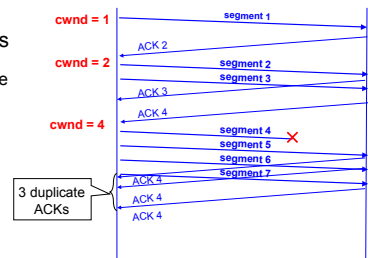 segment 1
cwnd = 1
s
ACK 2
cwnd = 2
segment 2
e
segment 3
ACK 3
ACK 4
cwnd = 4
segment 4
segment 5
segment 6
segment 7
ACK 4
3 duplicate
ACKs
ACK 4
ACK 4